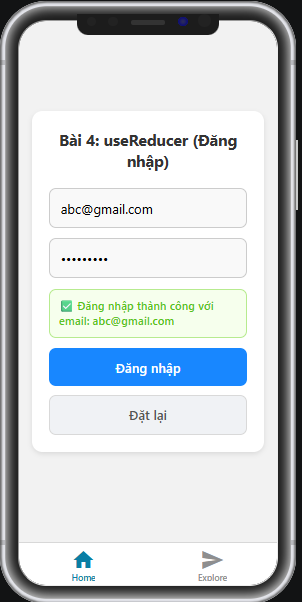 Bài 4: useReducer (Đăng
nhập)
abc@gmail.com
•••••••••
✅ Đăng nhập thành công với
email: abc@gmail.com
Đăng nhập
Đặt lại
Home
Explore